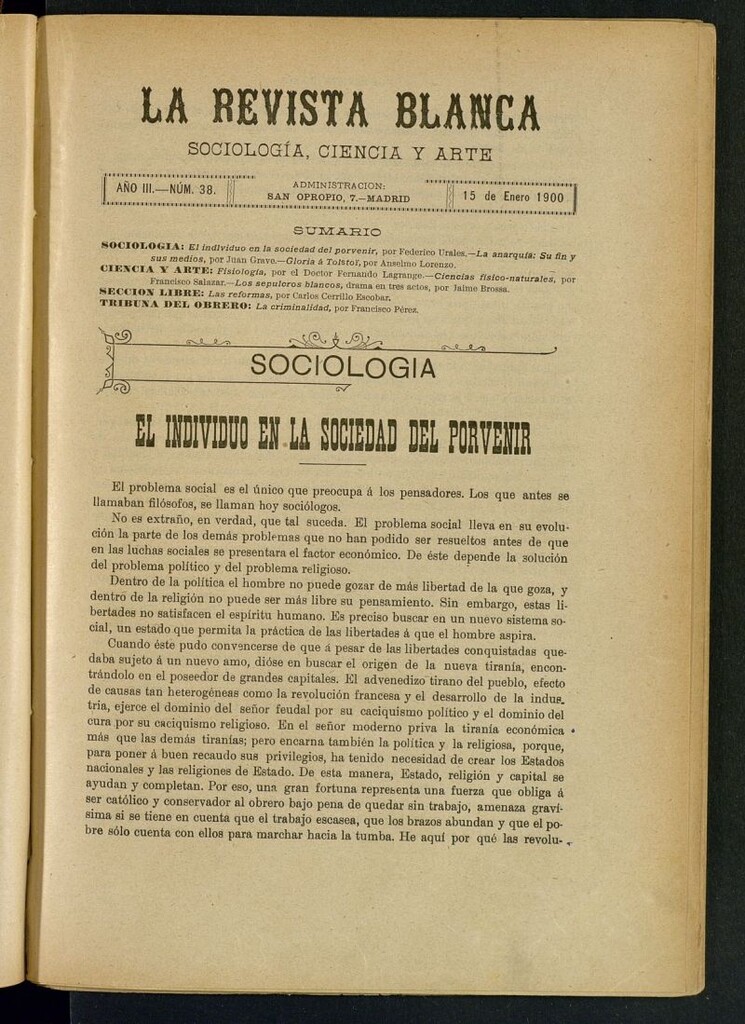 LA REVISTA BLANCA
SOCIOLOGÍA, CIENCIA Y ARTE
AÑO III.—NÚM. 38.
ADMINISTRACION:
SAN OPROPIO, 7.—MADRID
15 de Enero 1900
SUMARIO
SOCIOLOGIA: El individuo en la sociedad del porvenir, por Federico Urales.—La anarquía: Su fin y
sus medios, por Juan Grave.—Gloria á Tolstoï, por Anselmo Lorenzo.
CIENCIA Y ARTE: Fisiología, por el Doctor Fernando Lagrange.—Ciencias físico-naturales, por
Francisco Salazar.—Los sepulcros blancos, drama en tres actos, por Jaime Brossa.
SECCION LIBRE: Las reformas, por Carlos Cerrillo Escobar.
TRIBUNA DEL OBRERO: La criminalidad, por Francisco Pérez.
SOCIOLOGIA
EL INDIVIDUO EN LA SOCIEDAD DEL PORVENIR
El problema social es el único que preocupa á los pensadores. Los que antes se
llamaban filósofos, se llaman hoy sociólogos.
No es extraño, en verdad, que tal suceda. El problema social lleva en su evolu-
ción la parte de los demás problemas que no han podido ser resueltos antes de que
en las luchas sociales se presentara el factor económico. De éste depende la solución
del problema político y del problema religioso.
Dentro de la política el hombre no puede gozar de más libertad de la que goza, y
dentro de la religión no puede ser más libre su pensamiento. Sin embargo, estas li-
bertades no satisfacen el espíritu humano. Es preciso buscar en un nuevo sistema so-
cial, un estado que permita la práctica de las libertades á que el hombre aspira.
Cuando éste pudo convencerse de que á pesar de las libertades conquistadas que-
daba sujeto á un nuevo amo, dióse en buscar el origen de la nueva tiranía, encon-
trándolo en el poseedor de grandes capitales. El advenedizo tirano del pueblo, efecto
de causas tan heterogéneas como la revolución francesa y el desarrollo de la indus-
tria, ejerce el dominio del señor feudal por su caciquismo político y el dominio del
cura por su caciquismo religioso. En el señor moderno priva la tiranía económica
más que las demás tiranías; pero encarna también la política y la religiosa, porque,
para poner á buen recaudo sus privilegios, ha tenido necesidad de crear los Estados
nacionales y las religiones de Estado. De esta manera, Estado, religión y capital se
ayudan y completan. Por eso, una gran fortuna representa una fuerza que obliga á
ser católico y conservador al obrero bajo pena de quedar sin trabajo, amenaza graví-
sima si se tiene en cuenta que el trabajo escasea, que los brazos abundan y que el po-
bre sólo cuenta con ellos para marchar hacia la tumba. He aquí por qué las revolu-